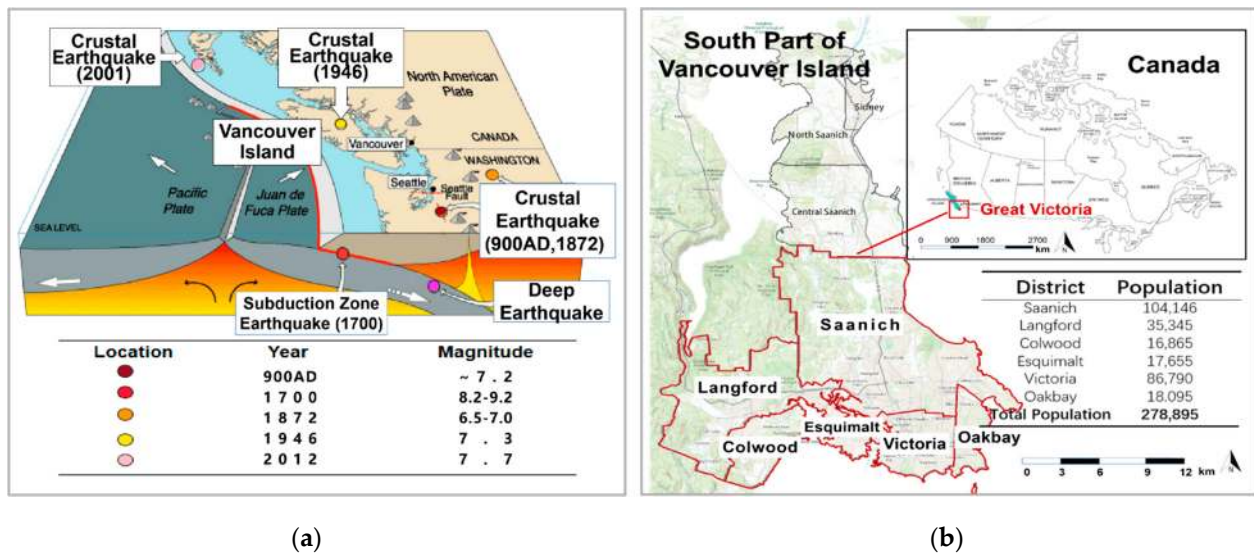 Crustal
Earthquake
(2001)
Crustal
Earthquake
(1946)
North American
Plate
Vancouver
Island
Vancouver
CANADA
WASHINGTON
Seattle
Seattle
Fault
Pacific
Plate
Juan de
Fuca Plate
Crustal
Earthquake
(900AD,1872)
SEA LEVEL
Subduction Zone
Earthquake (1700)
Deep
Earthquake
Location Year Magnitude
900AD ~ 7 . 2
1700 8.2-9.2
1872 6.5-7.0
1946 7 . 3
2012 7 . 7
(a)
South Part of
Vancouver Island
Sidney
North Saanich
Central Saanich
Saanich
Langford
Esquimalt
Colwood
Victoria
Oakbay
Canada
ALBERTA
MANITOBA
QUEBEC
Great Victoria
0 900 1800 2700
km
N
District Population
Saanich 104,146
Langford 35,345
Colwood 16,865
Esquimalt 17,655
Victoria 86,790
Oakbay 18.095
Total Population 278,895
0 3 6 9 12 km
N
(b)